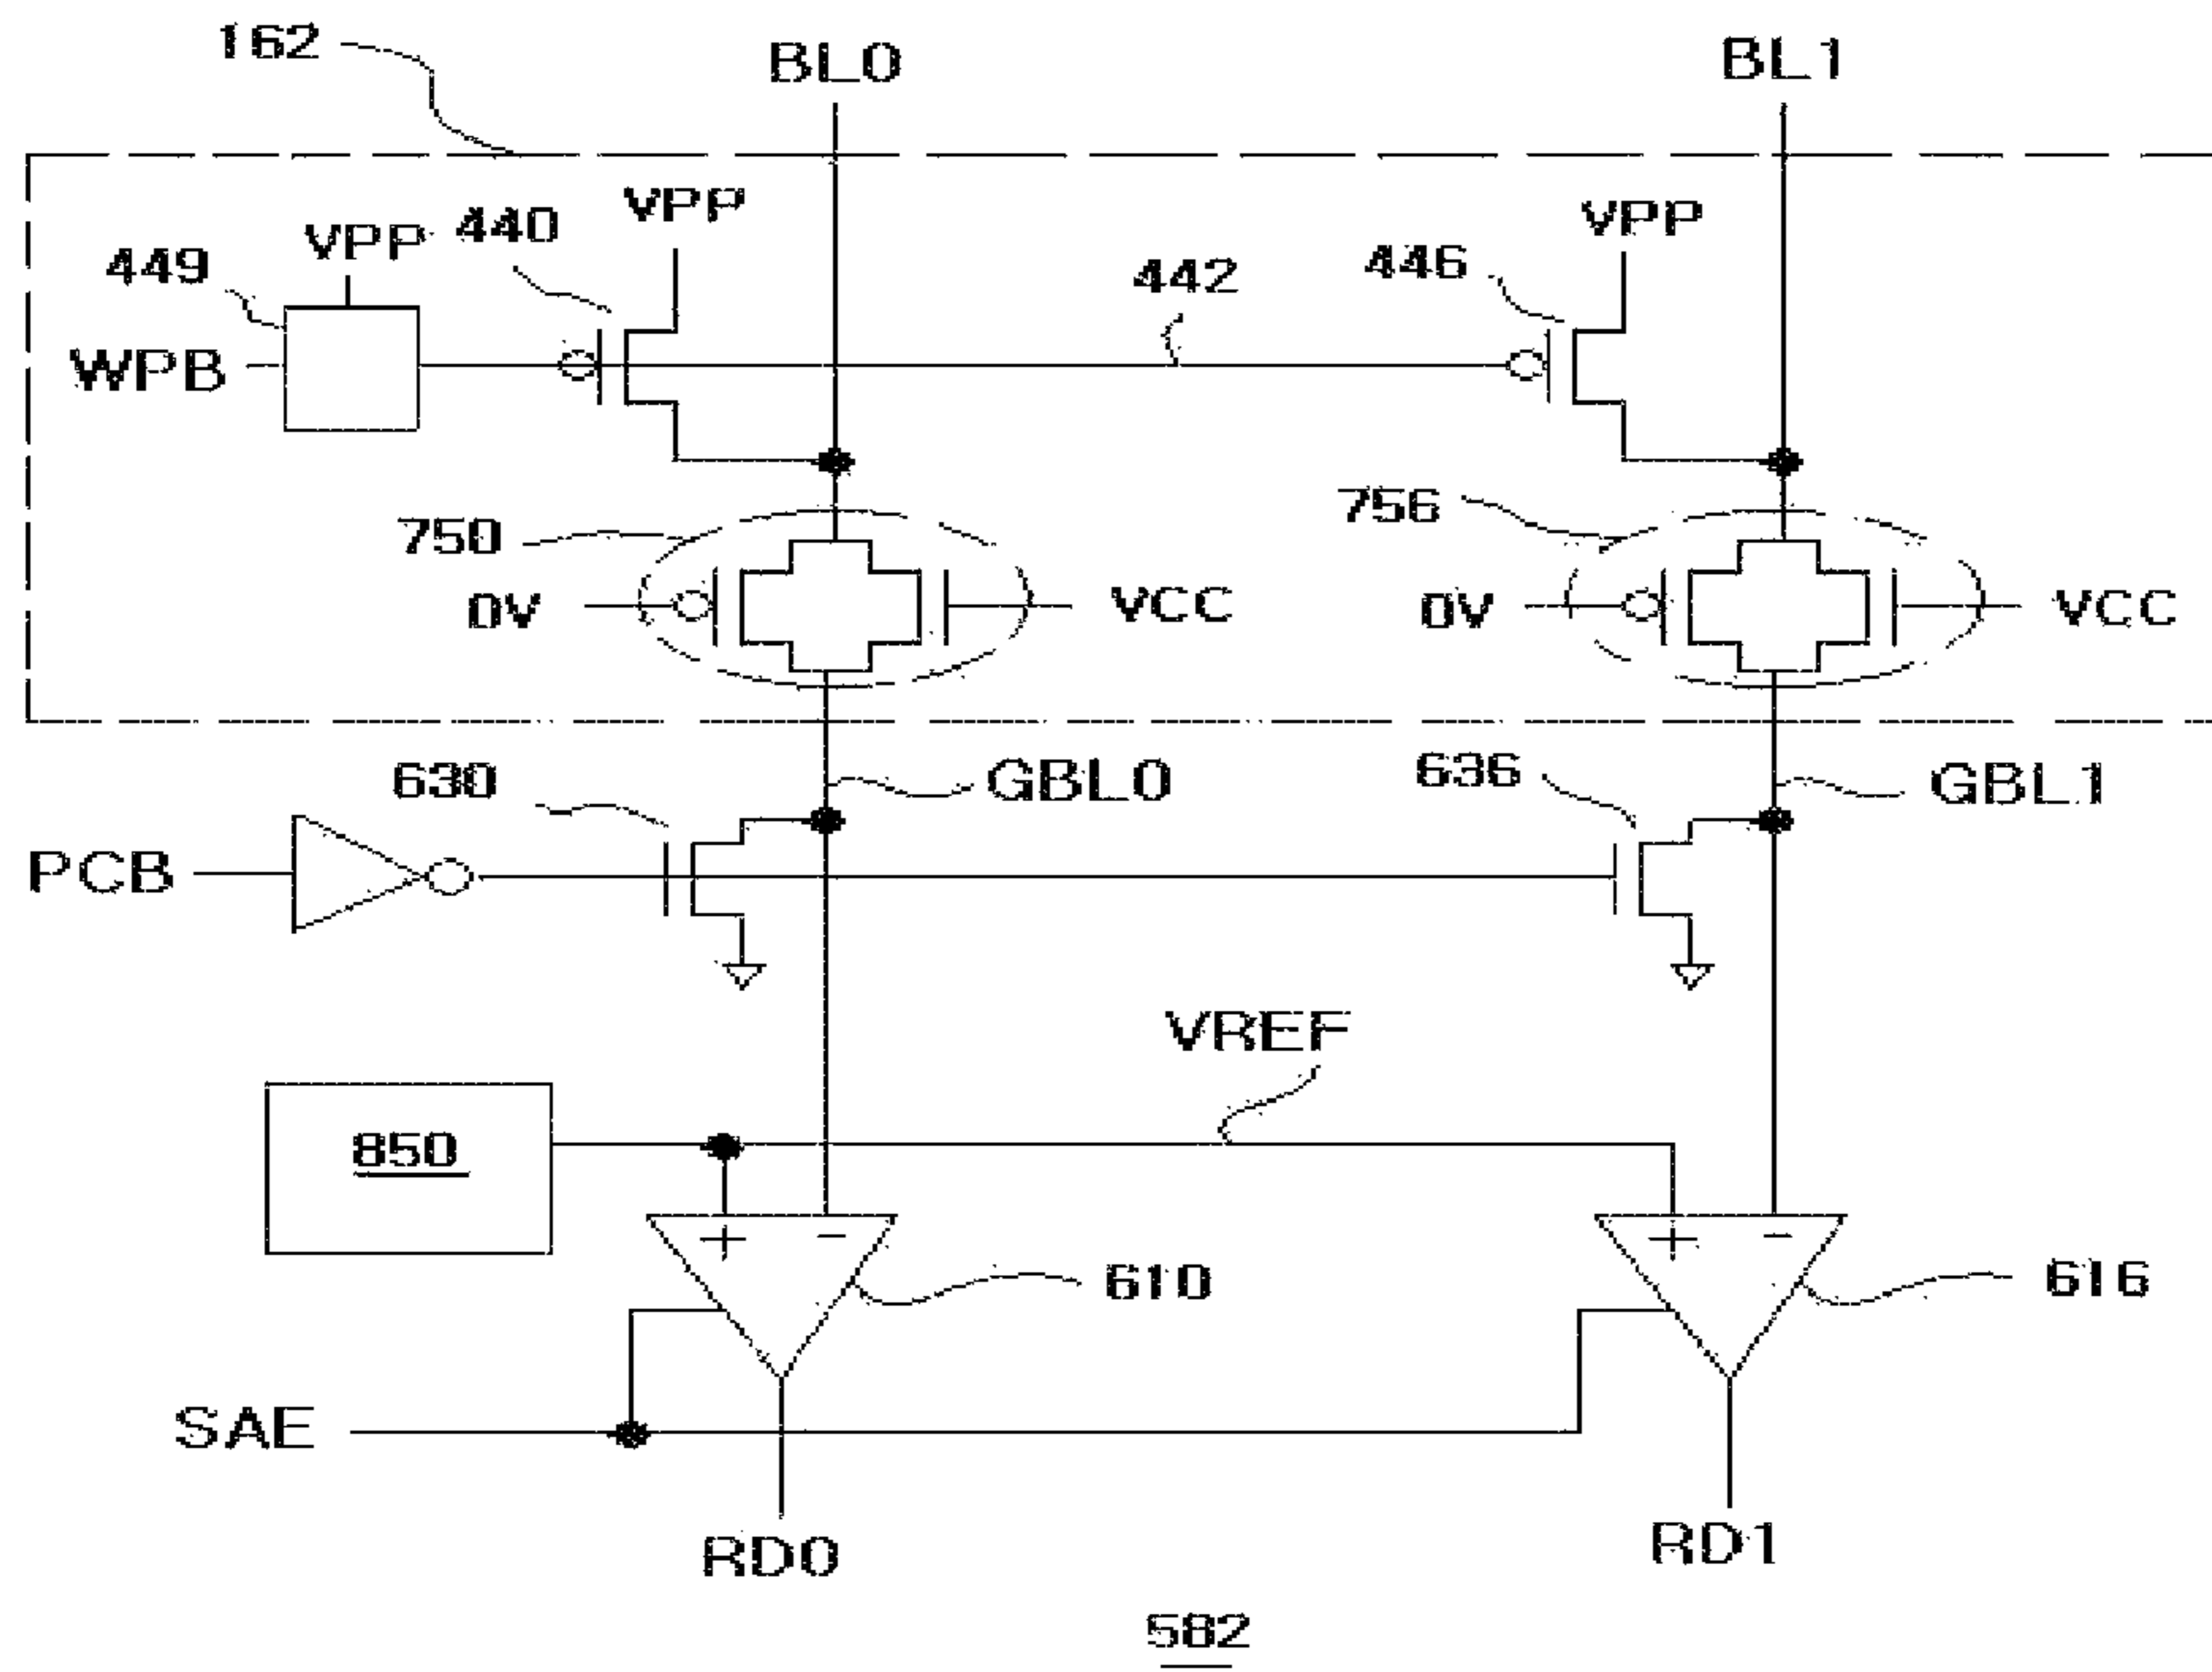 162
BL0
BL1
VPP
440
VPP
VPP
449
442
446
WPB
750
756
0V
VCC
0V
VCC
630
GBL0
636
GBL1
PCB
VREF
850
+
-
+
-
610
616
SAE
RD0
RD1
582